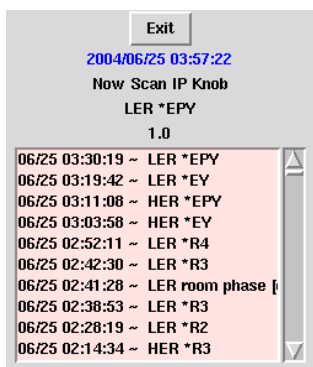 Exit
2004/06/25 03:57:22
Now Scan IP Knob
LER *EPY
1.0
06/25 03:30:19 ~ LER *EPY
06/25 03:19:42 ~ LER *EY
06/25 03:11:08 ~ HER *EPY
06/25 03:03:58 ~ HER *EY
06/25 02:52:11 ~ LER *R4
06/25 02:42:30 ~ LER *R3
06/25 02:41:28 ~ LER room phase [
06/25 02:38:53 ~ LER *R3
06/25 02:28:19 ~ LER *R2
06/25 02:14:34 ~ HER *R3